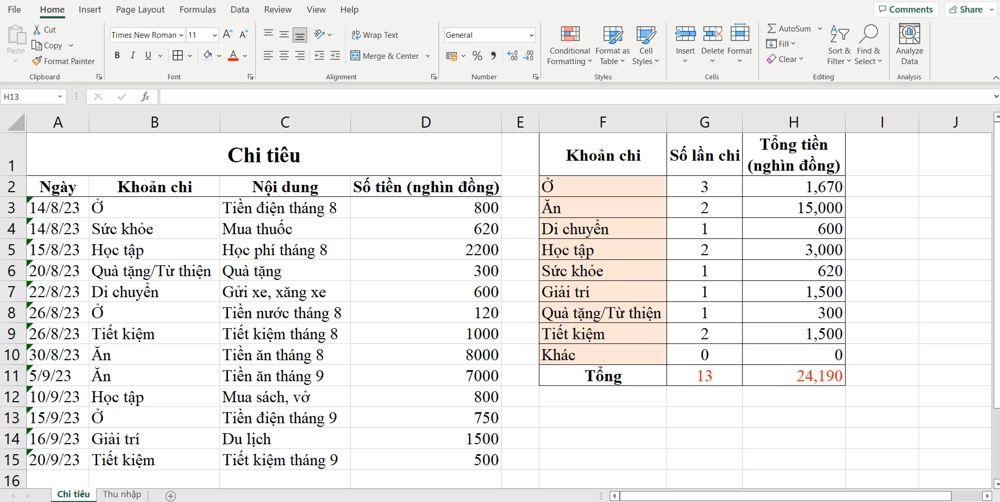 File Home Insert Page Layout Formulas Data Review View Help Comments Share
Paste Cut Copy Format Painter Clipboard
Times New Roman 11 B I U A Font
Wrap Text Merge & Center Alignment
General % Number
Conditional Formatting Format as Table Cell Styles Styles
Insert Delete Format Cells
AutoSum Fill Clear Sort & Filter Find & Select Editing
Analyze Data Analysis
H13 fx
A B C D E F G H I J
1 Chi tiêu Khoản chi Số lần chi Tổng tiền (nghìn đồng)
2 Ngày Khoản chi Nội dung Số tiền (nghìn đồng) Ở 3 1,670
3 14/8/23 Ở Tiền điện tháng 8 800 Ăn 2 15,000
4 14/8/23 Sức khỏe Mua thuốc 620 Di chuyển 1 600
5 15/8/23 Học tập Học phí tháng 8 2200 Học tập 2 3,000
6 20/8/23 Quà tặng/Từ thiện Quà tặng 300 Sức khỏe 1 620
7 22/8/23 Di chuyển Gửi xe, xăng xe 600 Giải trí 1 1,500
8 26/8/23 Ở Tiền nước tháng 8 120 Quà tặng/Từ thiện 1 300
9 26/8/23 Tiết kiệm Tiết kiệm tháng 8 1000 Tiết kiệm 2 1,500
10 30/8/23 Ăn Tiền ăn tháng 8 8000 Khác 0 0
11 5/9/23 Ăn Tiền ăn tháng 9 7000 Tổng 13 24,190
12 10/9/23 Học tập Mua sách, vở 800
13 15/9/23 Ở Tiền điện tháng 9 750
14 16/9/23 Giải trí Du lịch 1500
15 20/9/23 Tiết kiệm Tiết kiệm tháng 9 500
16
Chi tiêu Thu nhập